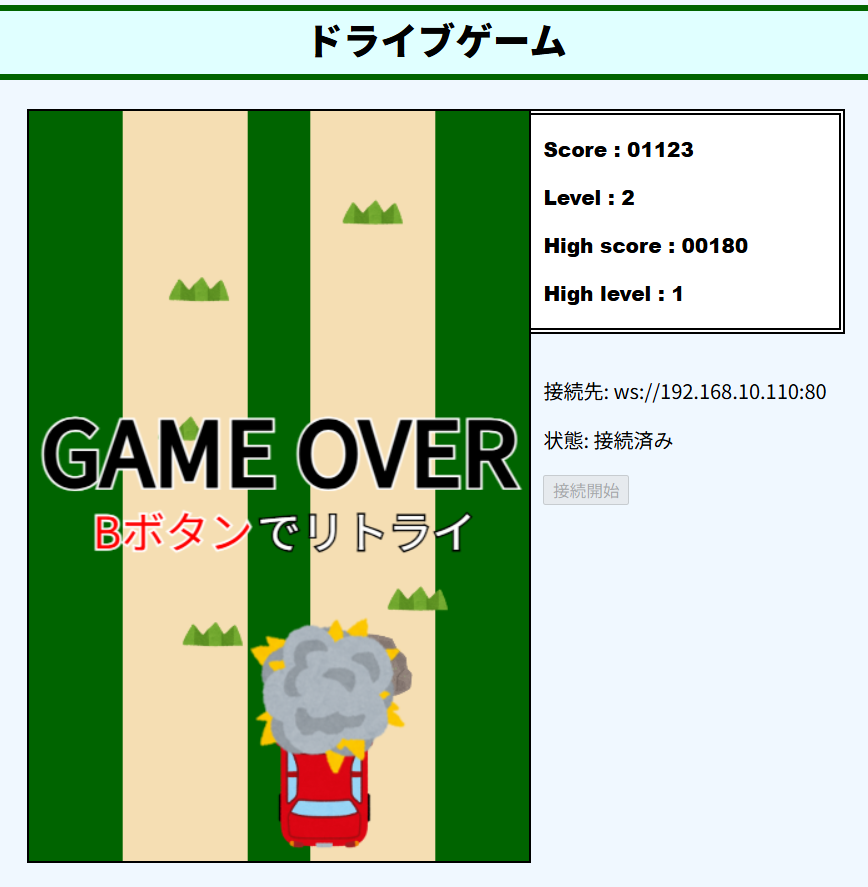 ドライブゲーム
Score : 01123
Level : 2
High score : 00180
High level : 1
接続先: ws://192.168.10.110:80
状態: 接続済み
接続開始
GAME OVER
Bボタンでリトライ